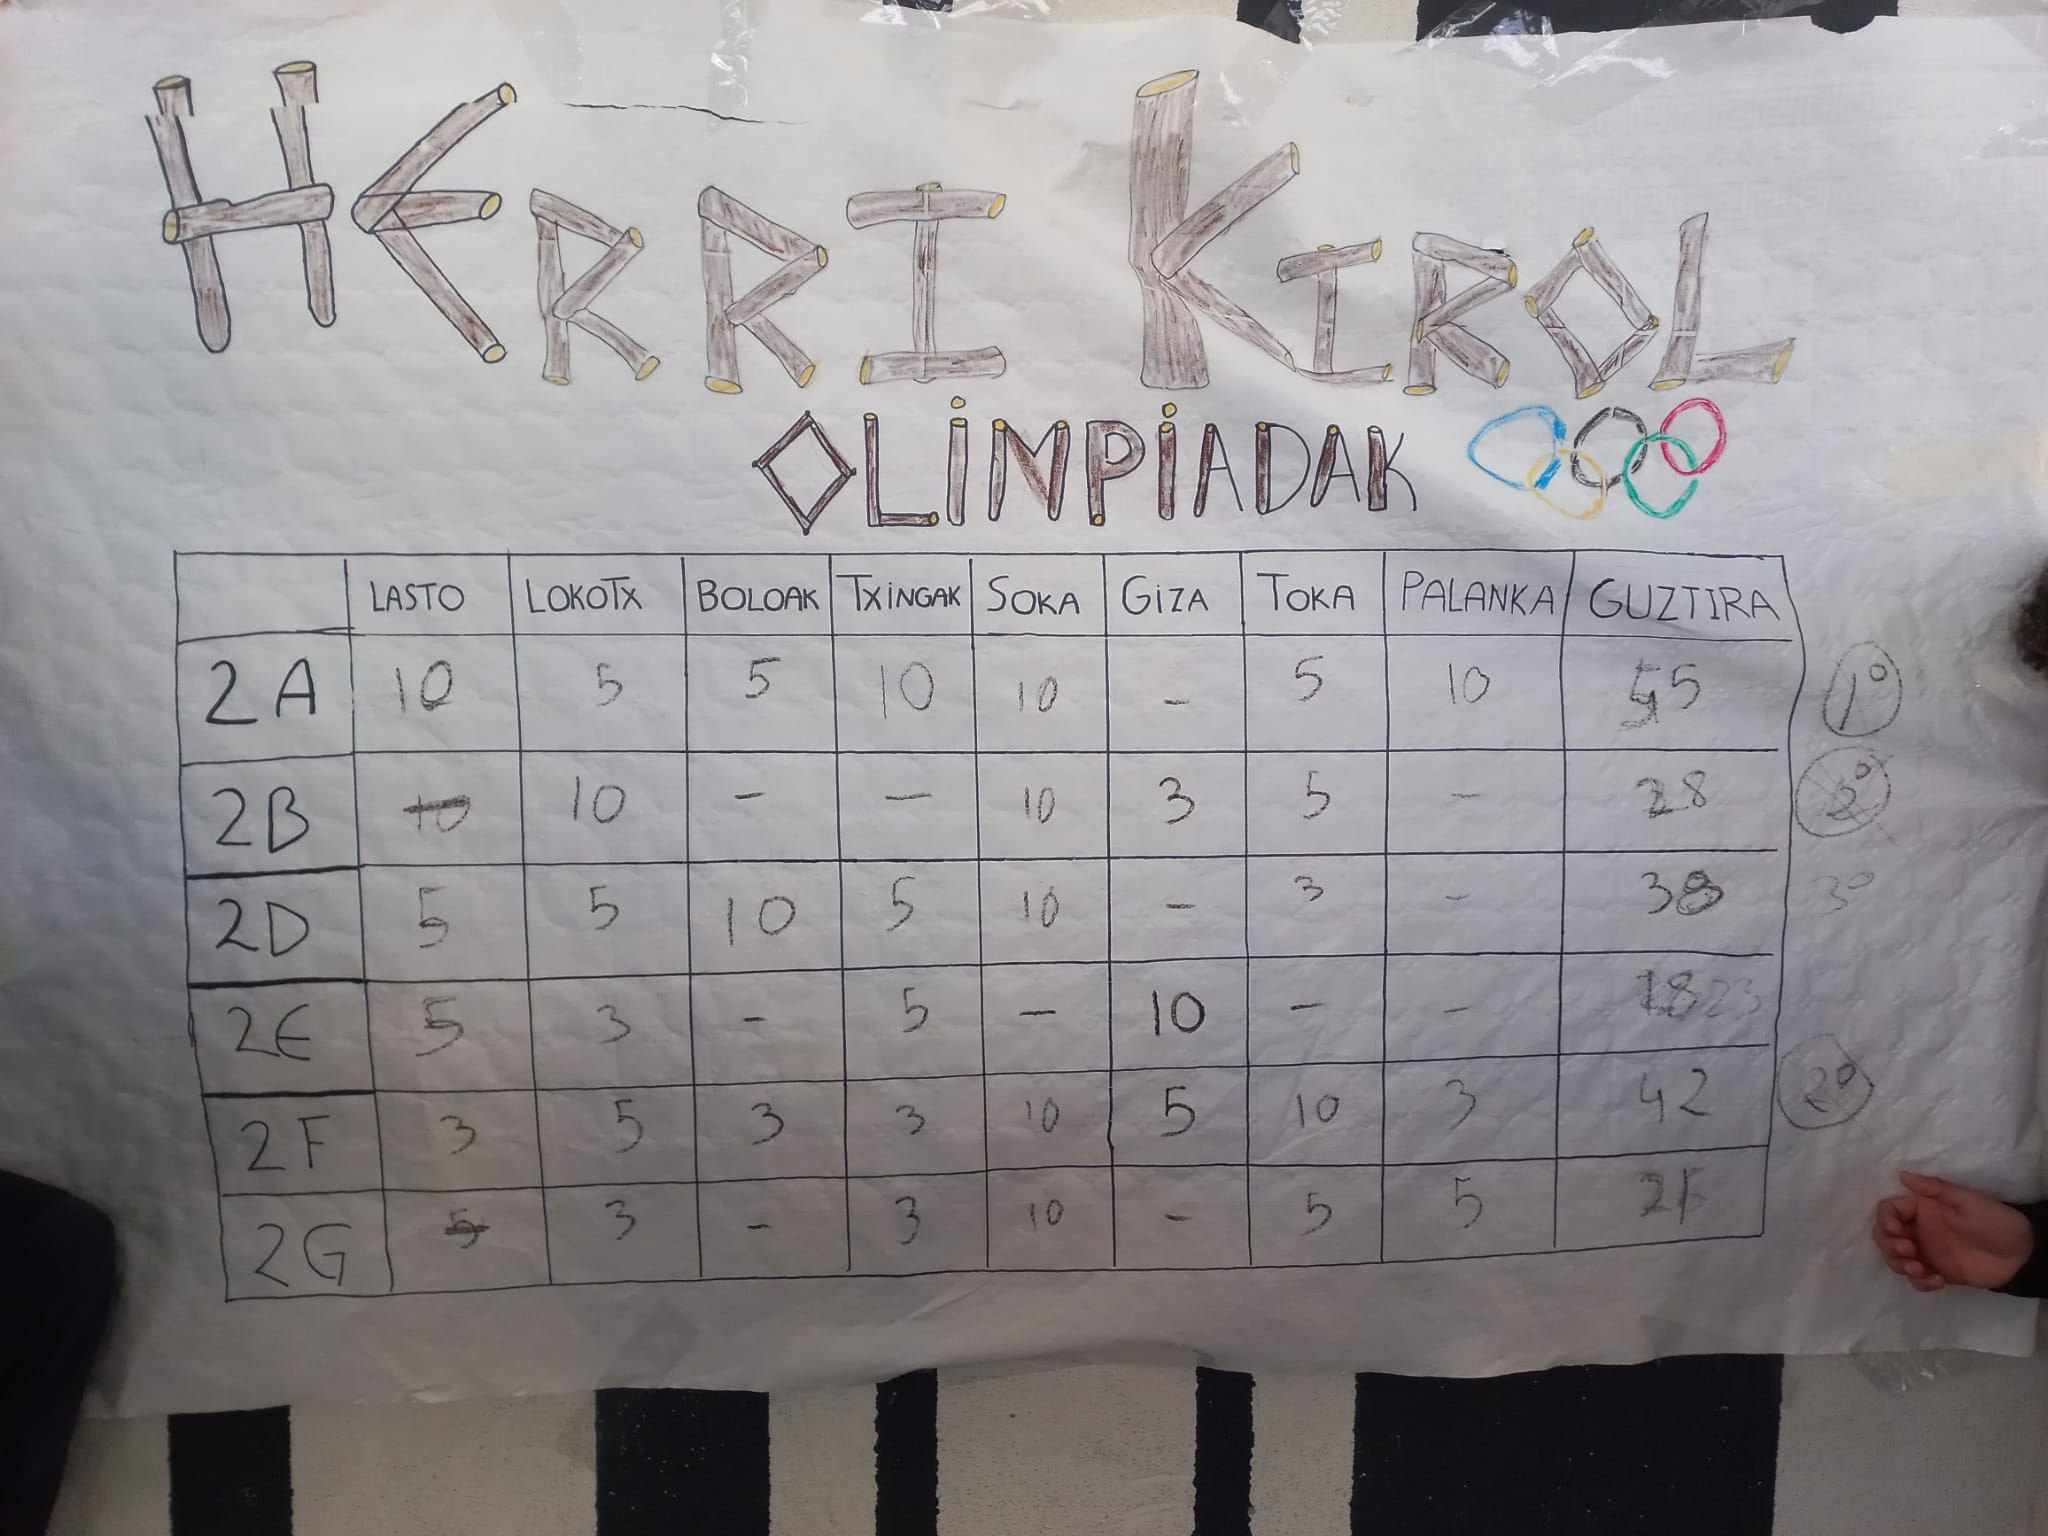 HERRI KIROL
OLIMPIADAK
LASTO LOKOTX BOLOAK TXINGAK SOKA GIZA TOKA PALANKA GUZTIRA
2A 10 5 5 10 10 - 5 10 55 1º
2B 10 10 - - 10 3 5 - 28 2º
2D 5 5 10 5 10 - 3 - 38 3º
2E 5 3 - 5 - 10 - - 23
2F 3 5 3 3 10 5 10 3 42 2º
2G 5 3 - 3 10 - 5 5